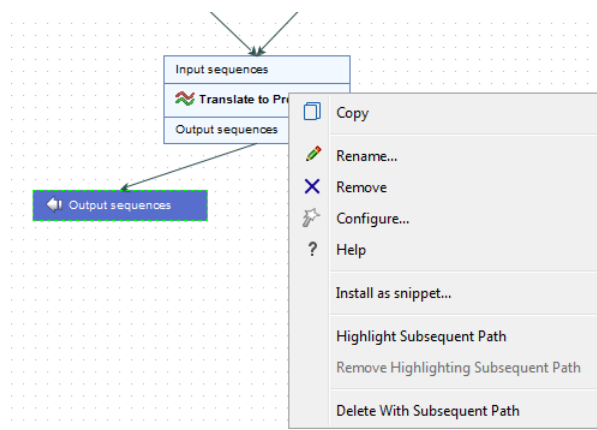 Input sequences
Translate to Pr
Output sequences
Output sequences
Copy
Rename...
Remove
Configure...
? Help
Install as snippet...
Highlight Subsequent Path
Remove Highlighting Subsequent Path
Delete With Subsequent Path